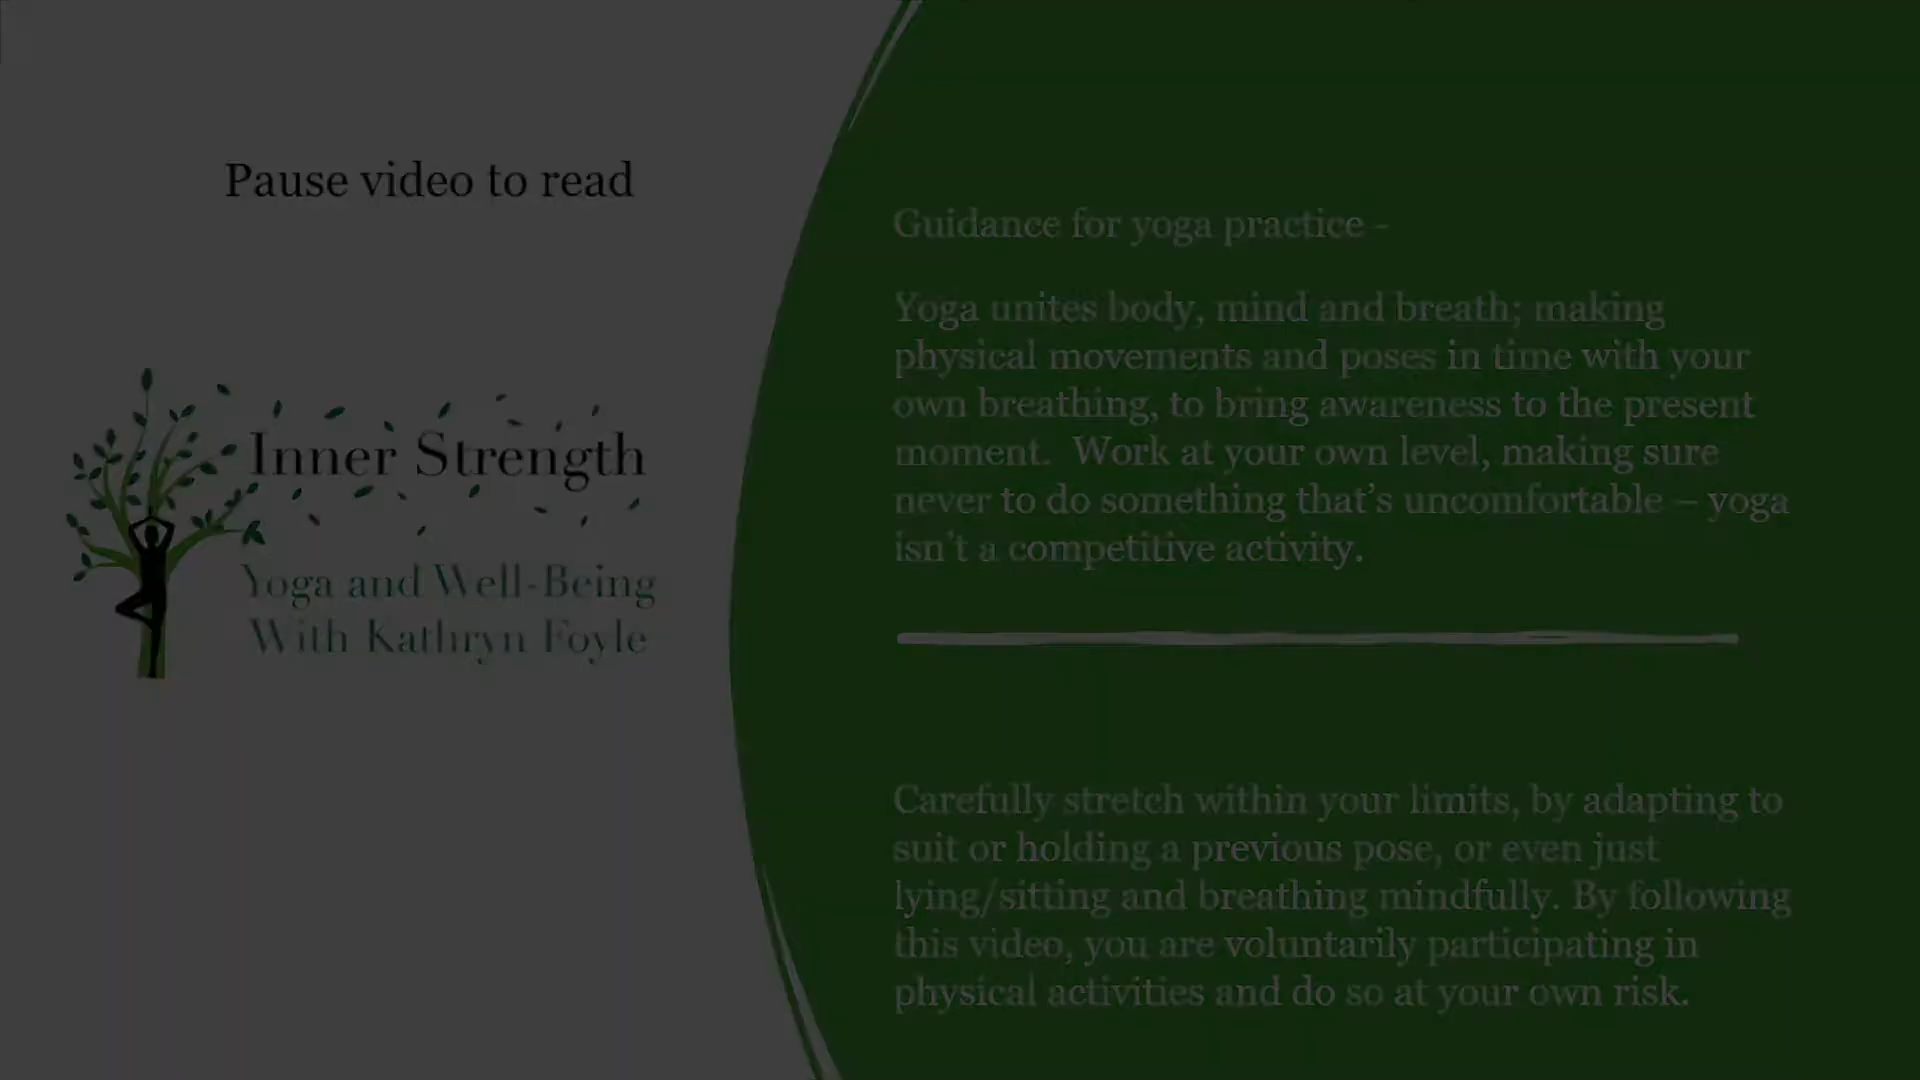 Pause video to read
Inner Strength
Yoga and Well-Being
With Kathryn Foyle
Guidance for yoga practice -
Yoga unites body, mind and breath; making
physical movements and poses in time with your
own breathing, to bring awareness to the present
moment.  Work at your own level, making sure
never to do something that’s uncomfortable – yoga
isn’t a competitive activity.
Carefully stretch within your limits, by adapting to
suit or holding a previous pose, or even just
lying/sitting and breathing mindfully. By following
this video, you are voluntarily participating in
physical activities and do so at your own risk.